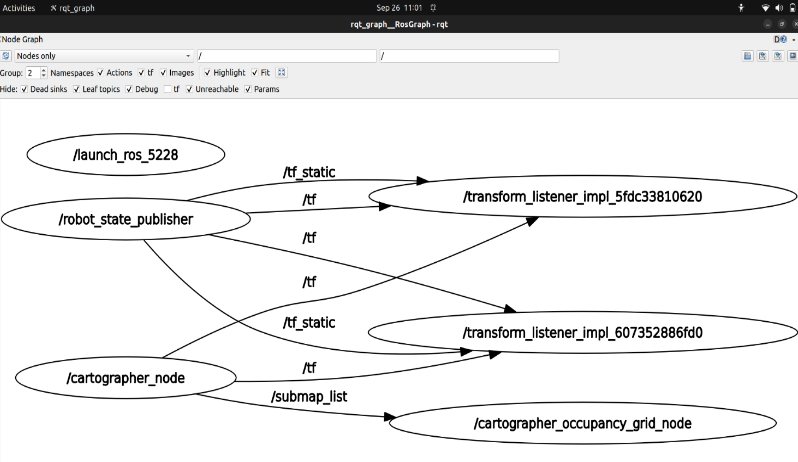 Activities rqt_graph Sep 26 11:01
rqt_graph__RosGraph - rqt
Node Graph D
Nodes only / /
Group: 2 Namespaces Actions tf Images Highlight Fit
Hide: Dead sinks Leaf topics Debug tf Unreachable Params
/launch_ros_5228
/tf_static
/transform_listener_impl_5fdc33810620
/tf
/robot_state_publisher
/tf
/tf
/tf_static
/transform_listener_impl_607352886fd0
/tf
/cartographer_node
/submap_list
/cartographer_occupancy_grid_node